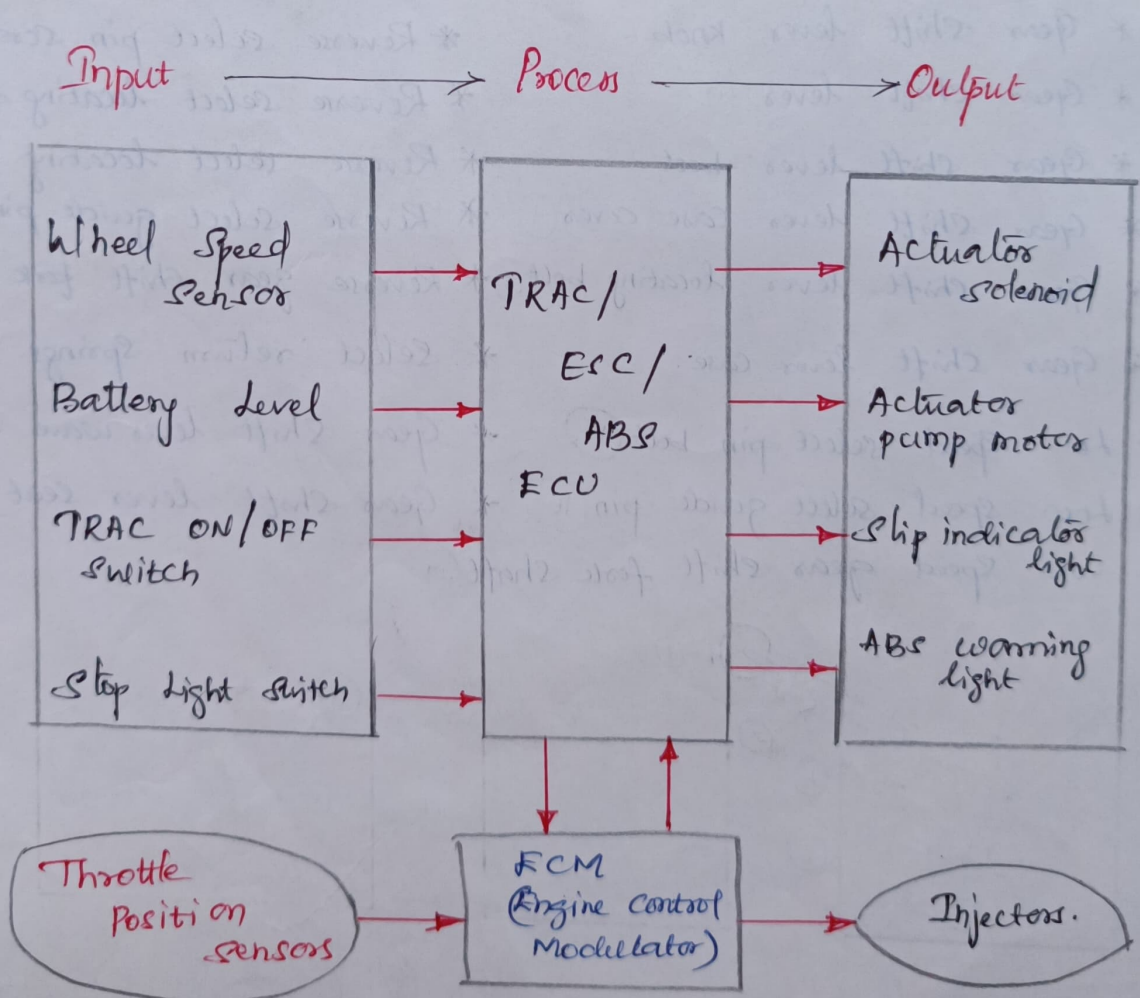 Input Process Output
Wheel Speed
Sensor
Battery Level
TRAC ON/OFF
Switch
Stop Light Switch
TRAC/
ESC/
ABS
ECU
Actuator
Solenoid
Actuator
pump motor
Slip indicator
light
ABS warning
light
Throttle
Position
Sensors
ECM
(Engine Control
Modullator)
Injectors.